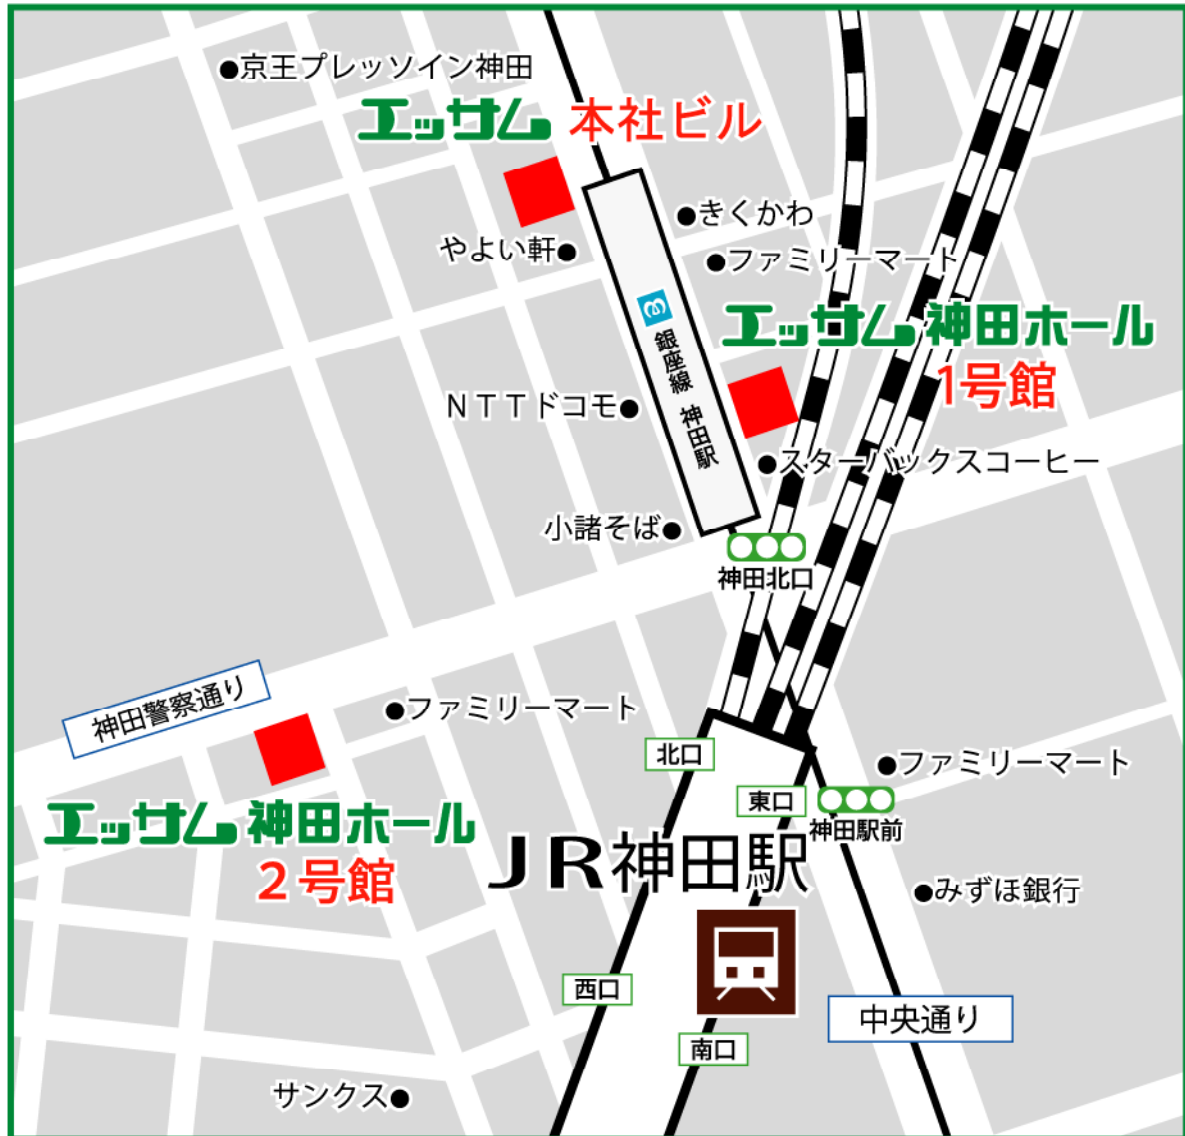 京王プレッソイン神田
エッサム 本社ビル
きくかわ
やよい軒
ファミリーマート
エッサム 神田ホール
1号館
銀座線 神田駅
NTTドコモ
スターバックスコーヒー
小諸そば
神田北口
神田警察通り
ファミリーマート
北口
ファミリーマート
東口
神田駅前
エッサム 神田ホール
2号館
JR神田駅
みずほ銀行
西口
中央通り
南口
サンクス